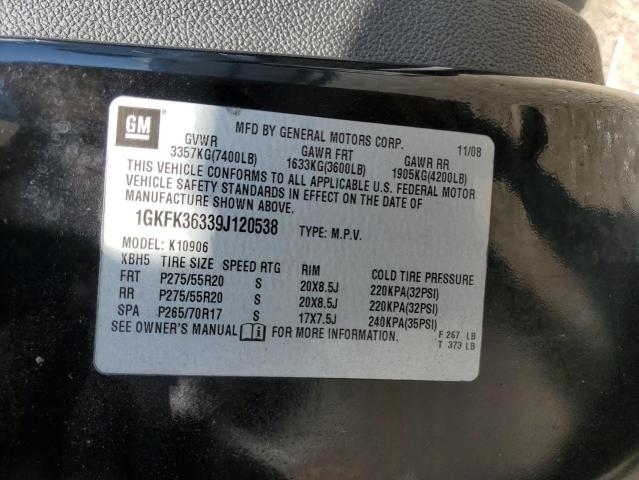 GM
MFD BY GENERAL MOTORS CORP. 11/08
GVWR GAWR FRT GAWR RR
3357KG(7400LB) 1633KG(3600LB) 1905KG(4200LB)
THIS VEHICLE CONFORMS TO ALL APPLICABLE U.S. FEDERAL MOTOR
VEHICLE SAFETY STANDARDS IN EFFECT ON THE DATE OF
MANUFACTURE SHOWN ABOVE.
1GKFK36339J120538 TYPE: M.P.V.
MODEL: K10906
XBH5 TIRE SIZE SPEED RTG RIM COLD TIRE PRESSURE
FRT P275/55R20 S 20X8.5J 220KPA(32PSI)
RR P275/55R20 S 20X8.5J 220KPA(32PSI)
SPA P265/70R17 S 17X7.5J 240KPA(35PSI)
SEE OWNER'S MANUAL FOR MORE INFORMATION.
F 267 LB
T 373 LB